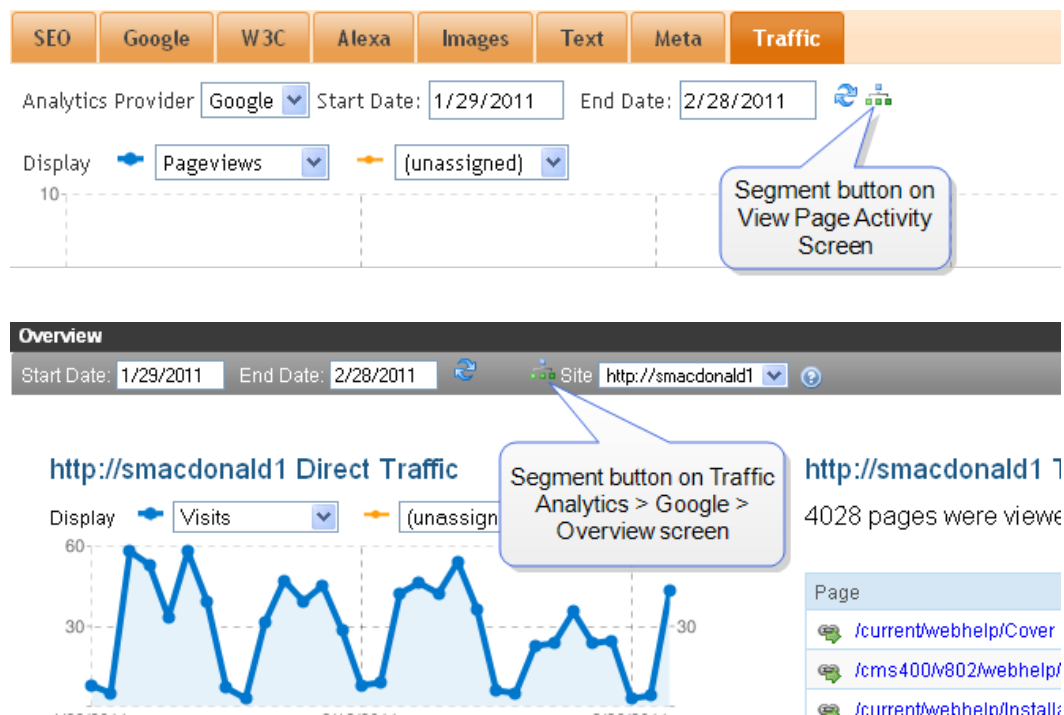 SEO Google W3C Alexa Images Text Meta Traffic
Analytics Provider Google Start Date: 1/29/2011 End Date: 2/28/2011
Display Pageviews (unassigned)
10
Segment button on
View Page Activity
Screen
Overview
Start Date: 1/29/2011 End Date: 2/28/2011 Site http://smacdonald1
Segment button on Traffic
Analytics > Google >
Overview screen
http://smacdonald1 Direct Traffic
Display Visits (unassign
60
30
30
http://smacdonald1
4028 pages were viewe
Page
/current/webhelp/Cover
/cms400/v802/webhelp/
/current/webhelp/Install